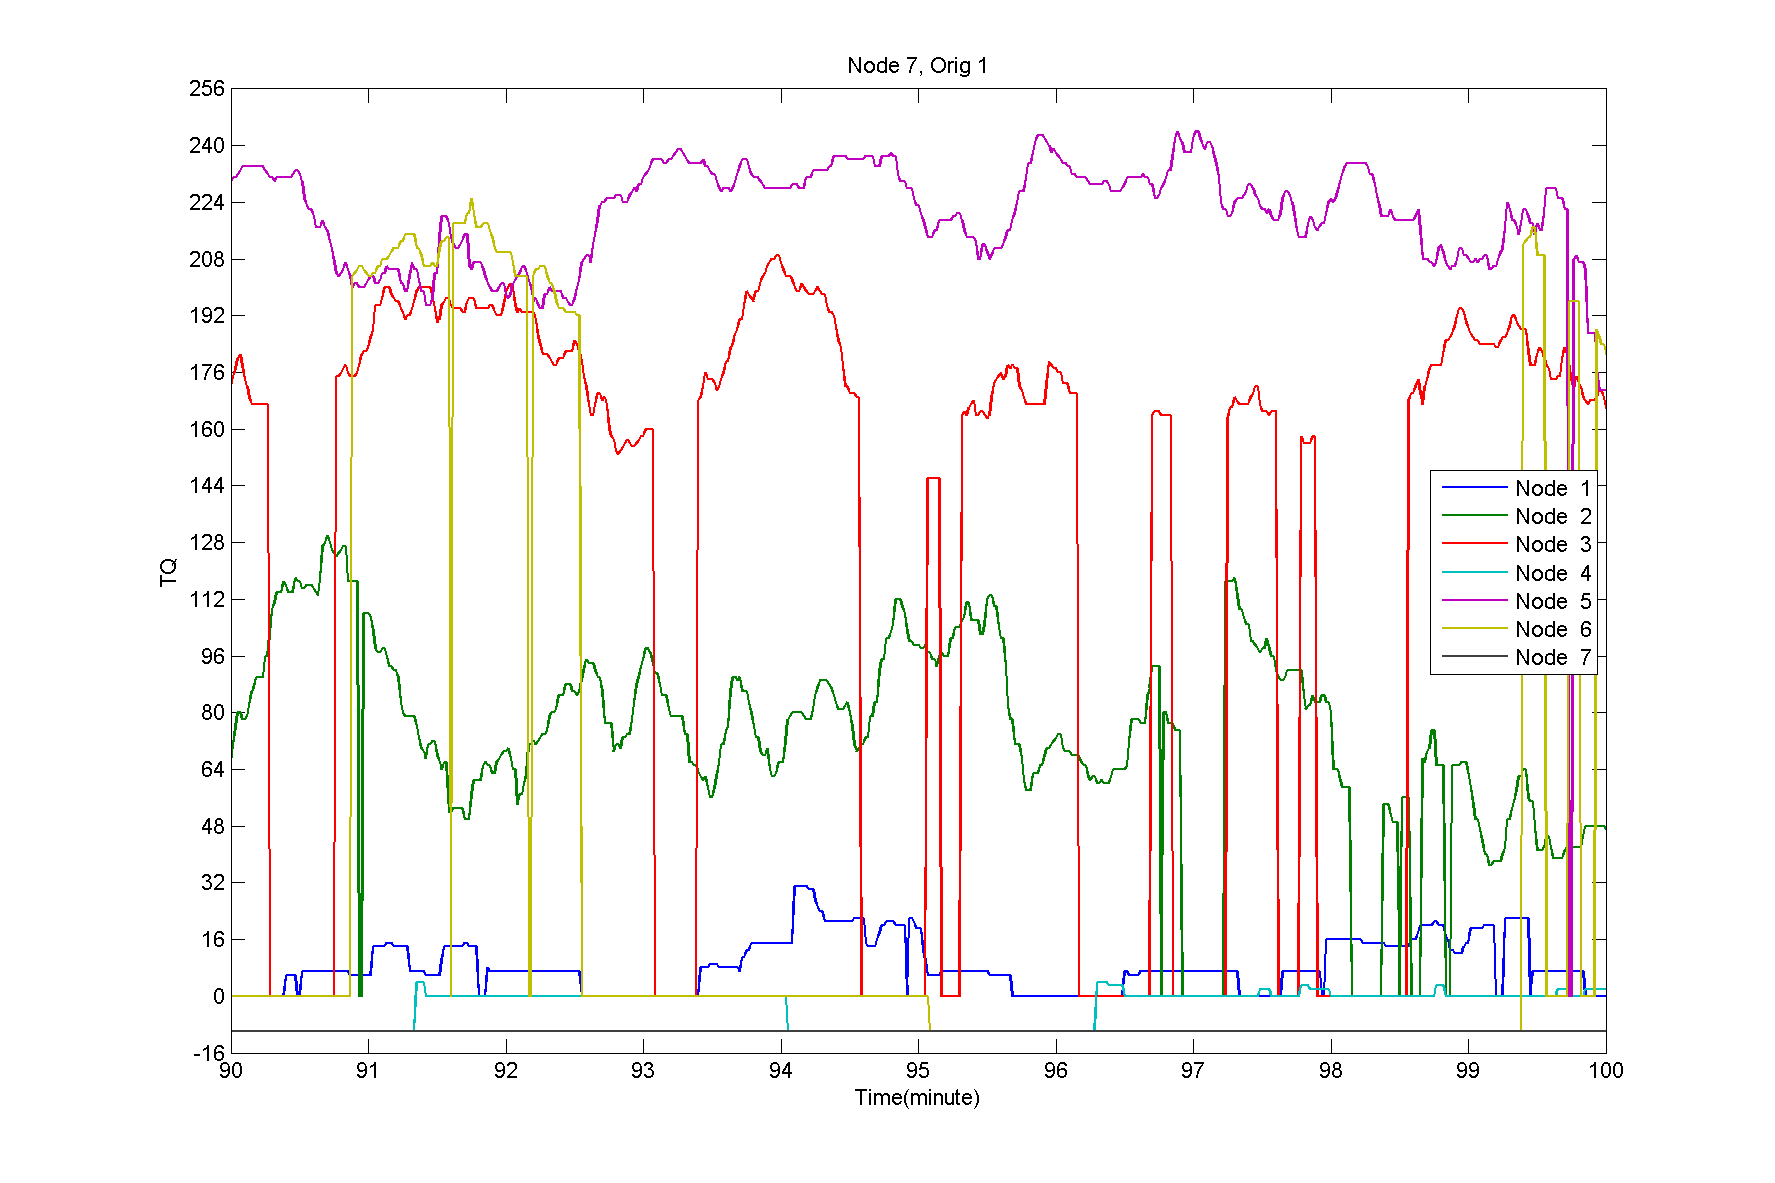 Node 7, Orig 1
256
240
224
208
192
176
160
144
128
112
96
80
64
48
32
16
0
-16
TQ
Node 1
Node 2
Node 3
Node 4
Node 5
Node 6
Node 7
90 91 92 93 94 95 96 97 98 99 100
Time(minute)